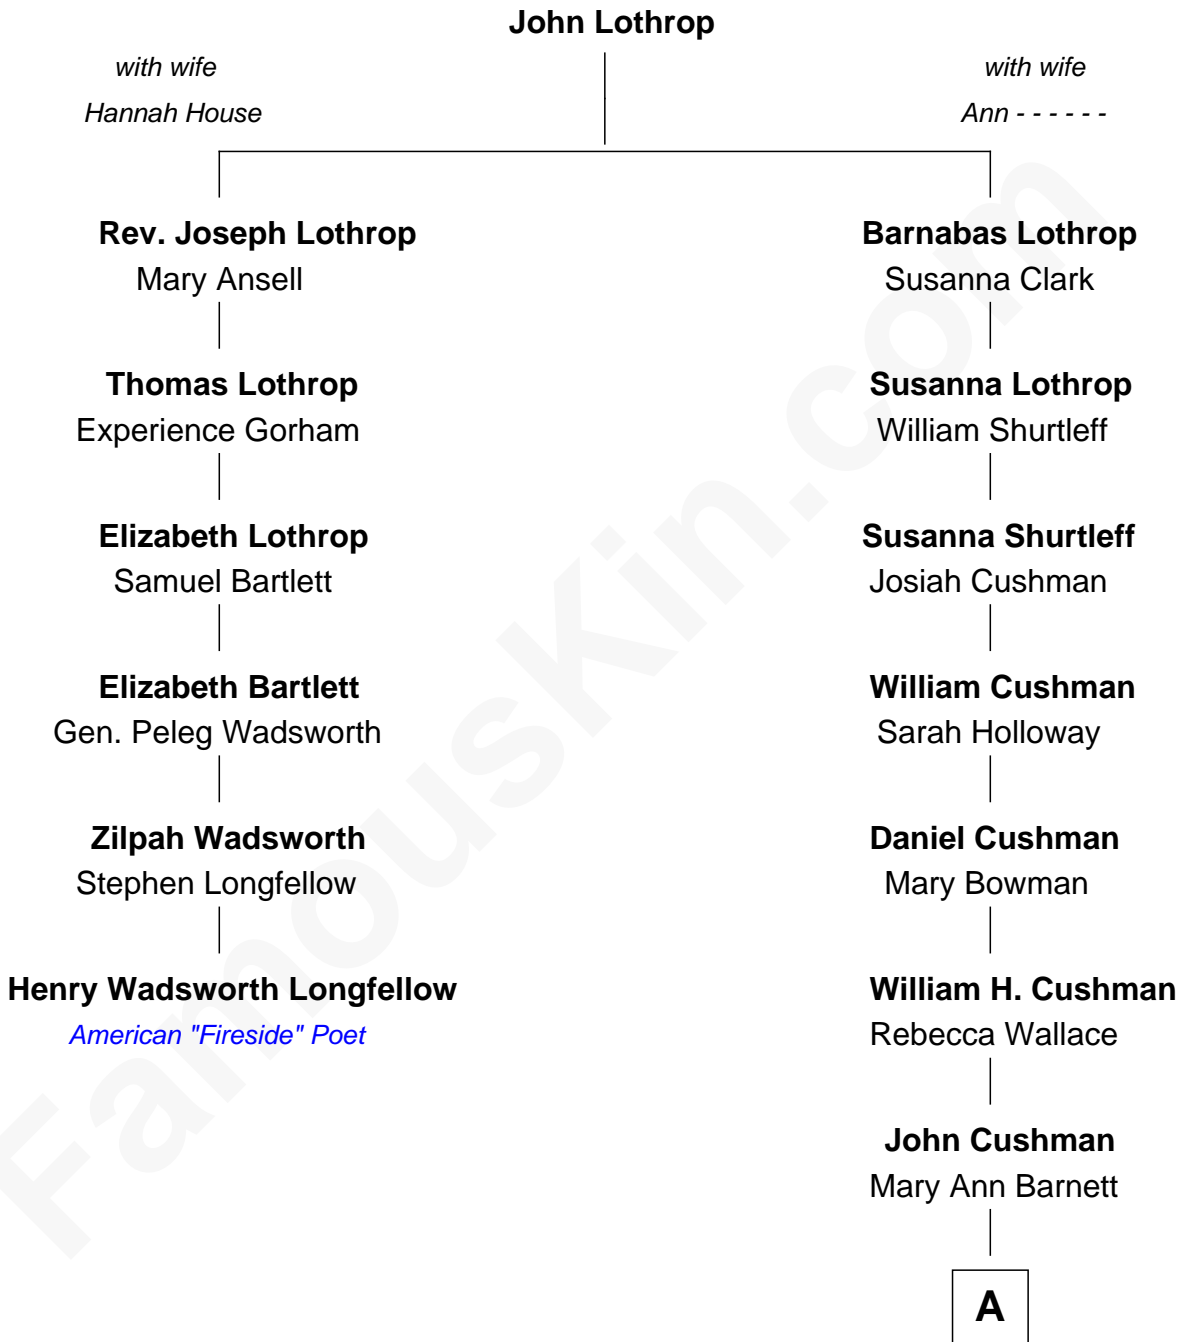 John Lothrop
with wife
Hannah House
with wife
Ann - - - - - -
Rev. Joseph Lothrop
Mary Ansell
Barnabas Lothrop
Susanna Clark
Thomas Lothrop
Experience Gorham
Susanna Lothrop
William Shurtleff
Elizabeth Lothrop
Samuel Bartlett
Susanna Shurtleff
Josiah Cushman
Elizabeth Bartlett
Gen. Peleg Wadsworth
William Cushman
Sarah Holloway
Zilpah Wadsworth
Stephen Longfellow
Daniel Cushman
Mary Bowman
Henry Wadsworth Longfellow
American "Fireside" Poet
William H. Cushman
Rebecca Wallace
John Cushman
Mary Ann Barnett
A
FamousKin.com